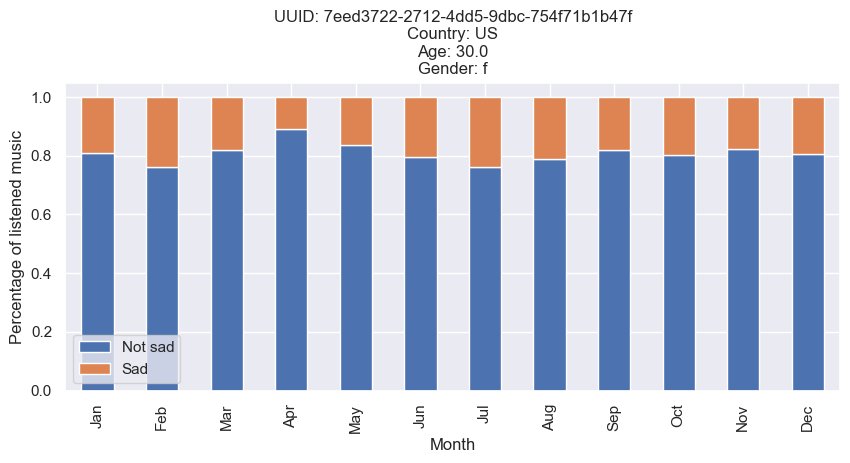 UUID: 7eed3722-2712-4dd5-9dbc-754f71b1b47f
Country: US
Age: 30.0
Gender: f
Percentage of listened music
1.0
0.8
0.6
0.4
0.2
0.0
Not sad
Sad
Jan
Feb
Mar
Apr
May
Jun
Jul
Aug
Sep
Oct
Nov
Dec
Month